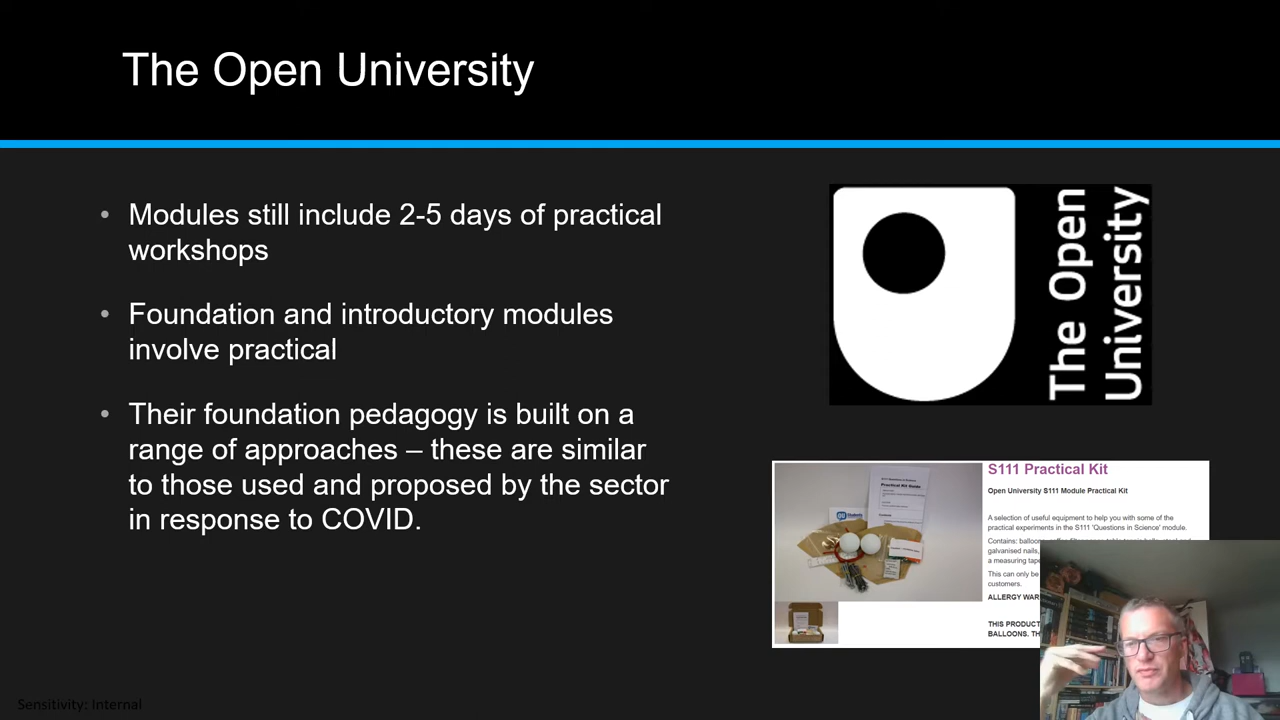 The Open University
Modules still include 2-5 days of practical
workshops
Foundation and introductory modules
involve practical
Their foundation pedagogy is built on a
range of approaches – these are similar
to those used and proposed by the sector
in response to COVID.
The Open
University
S111 Practical Kit
Open University S111 Module Practical Kit
A selection of useful equipment to help you with some of the
practical experiments in the S111 'Questions in Science' module.
Contains:
galvanised nails,
a measuring tape
This can only be
customers.
ALLERGY WAR
THIS PRODUCT
BALLOONS. TH
Practical Kit Guide
Sensitivity: Internal